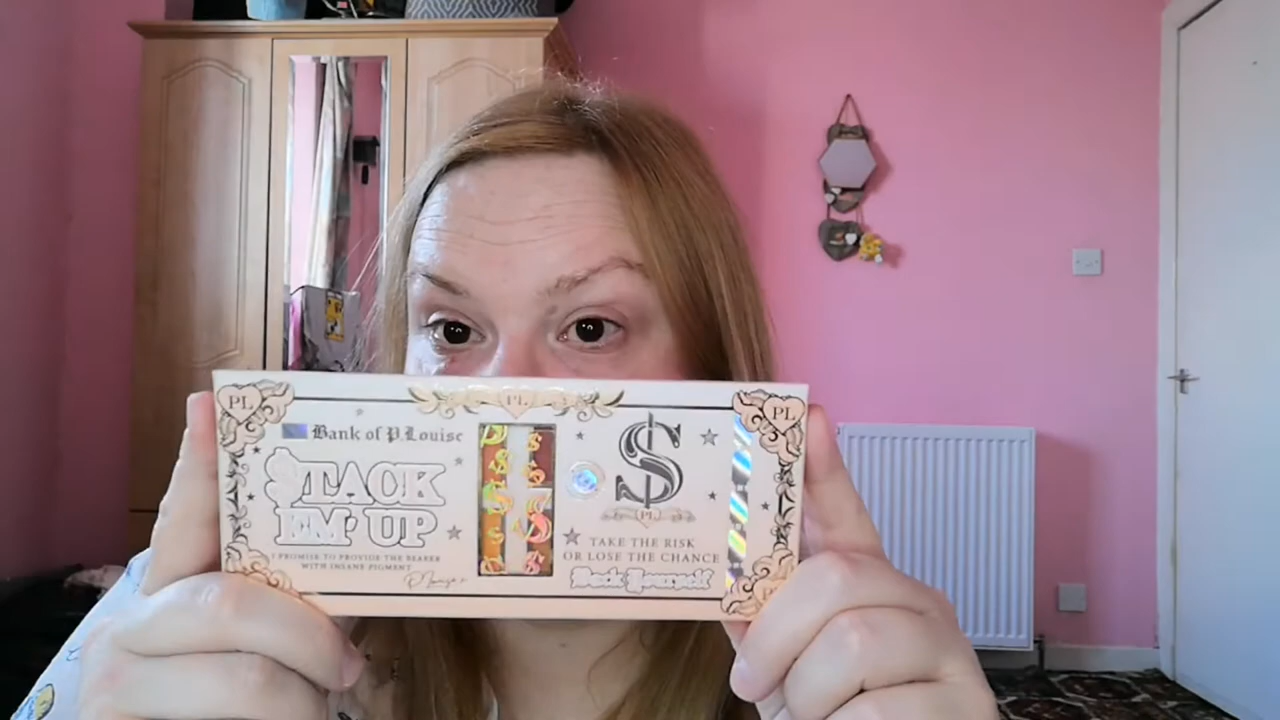 PL
PL
PL
Bank of P.Louise
$TACK
EM' UP
I PROMISE TO PROVIDE THE BEARER
WITH INSANE PIGMENT
P.Louise x
$
PL
TAKE THE RISK
OR LOSE THE CHANCE
Back Yourself